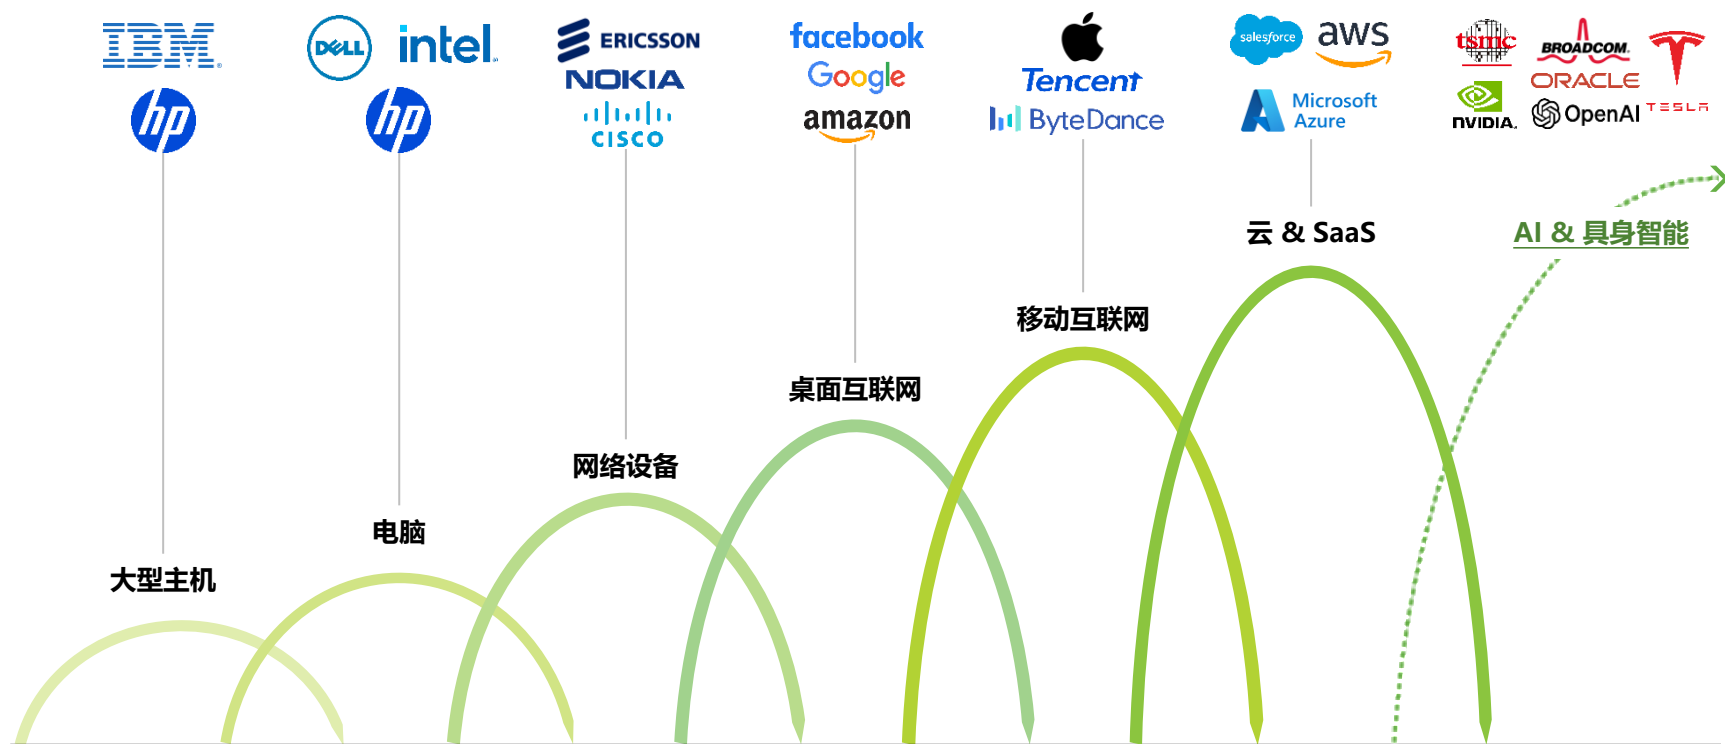 IBM
hp
DELL
intel
hp
ERICSSON
NOKIA
CISCO
facebook
Google
amazon
Tencent
ByteDance
salesforce
aws
Microsoft
Azure
tsmc
BROADCOM
ORACLE
NVIDIA
OpenAI
TESLA
大型主机
电脑
网络设备
桌面互联网
移动互联网
云 & SaaS
AI & 具身智能